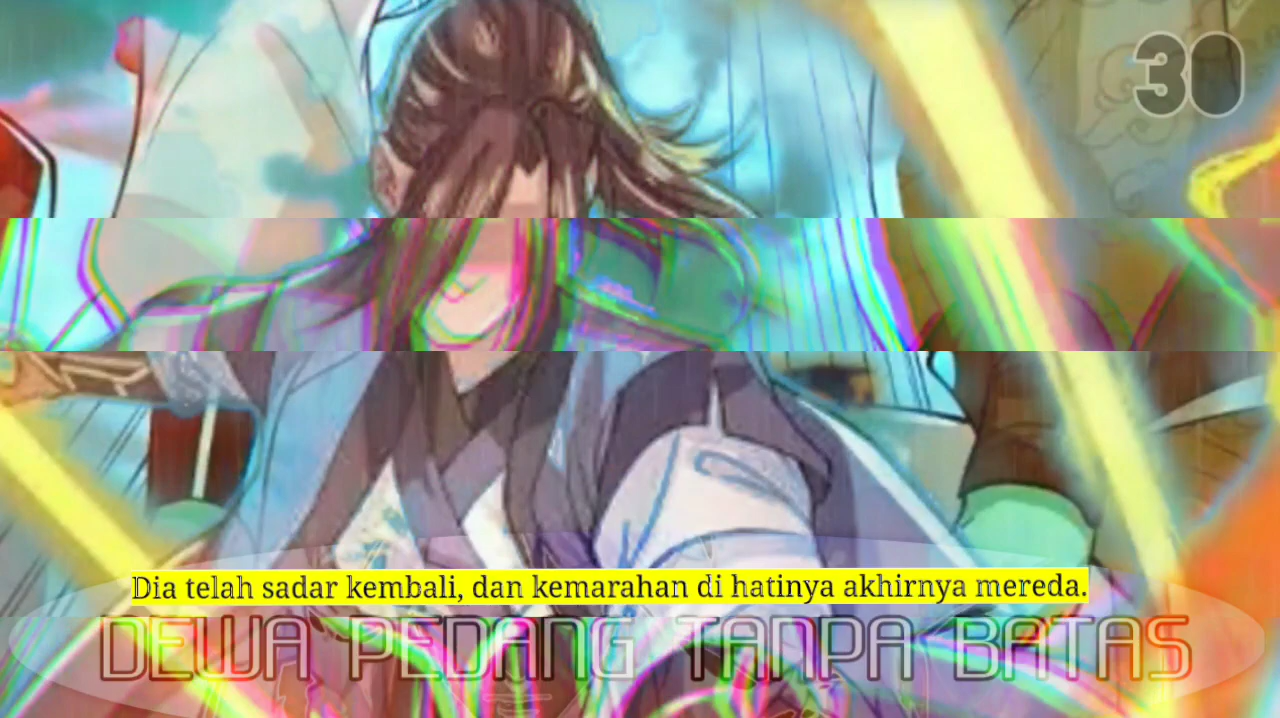 30
Dia telah sadar kembali, dan kemarahan di hatinya akhirnya mereda.
DEWA PEDANG TANPA BATAS